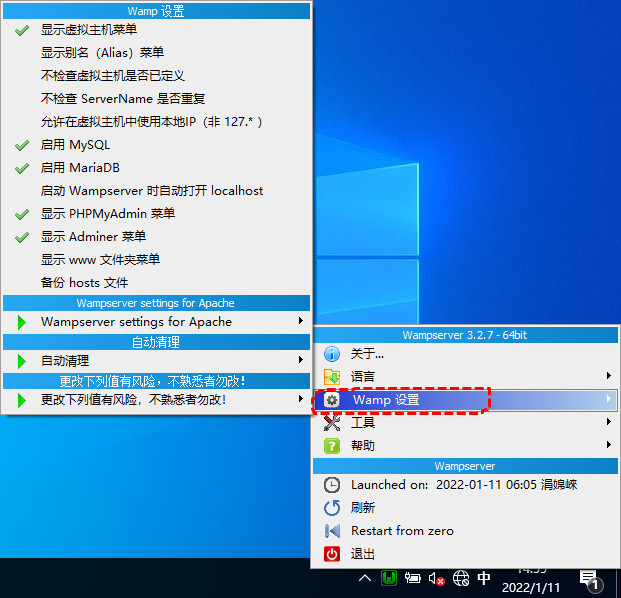 Wamp 设置
显示虚拟主机菜单
显示别名（Alias）菜单
不检查虚拟主机是否已定义
不检查 ServerName 是否重复
允许在虚拟主机中使用本地IP（非 127.* ）
启用 MySQL
启用 MariaDB
启动 Wampserver 时自动打开 localhost
显示 PHPMyAdmin 菜单
显示 Adminer 菜单
显示 www 文件夹菜单
备份 hosts 文件
Wampserver settings for Apache
Wampserver settings for Apache
自动清理
自动清理
更改下列值有风险，不熟悉者勿改！
更改下列值有风险，不熟悉者勿改！
Wampserver 3.2.7 - 64bit
关于...
语言
Wamp 设置
工具
帮助
Wampserver
Launched on: 2022-01-11 06:05 涓婂崍
刷新
Restart from zero
退出
中
2022/1/11
1